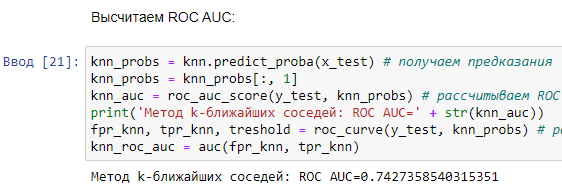 Высчитаем ROC AUC:
Ввод [21]: knn_probs = knn.predict_proba(x_test) # получаем предказания
knn_probs = knn_probs[:, 1]
knn_auc = roc_auc_score(y_test, knn_probs) # рассчитываем ROC
print('Метод k-ближайших соседей: ROC AUC=' + str(knn_auc))
fpr_knn, tpr_knn, treshold = roc_curve(y_test, knn_probs) #
knn_roc_auc = auc(fpr_knn, tpr_knn)
Метод k-ближайших соседей: ROC AUC=0.7427358540315351